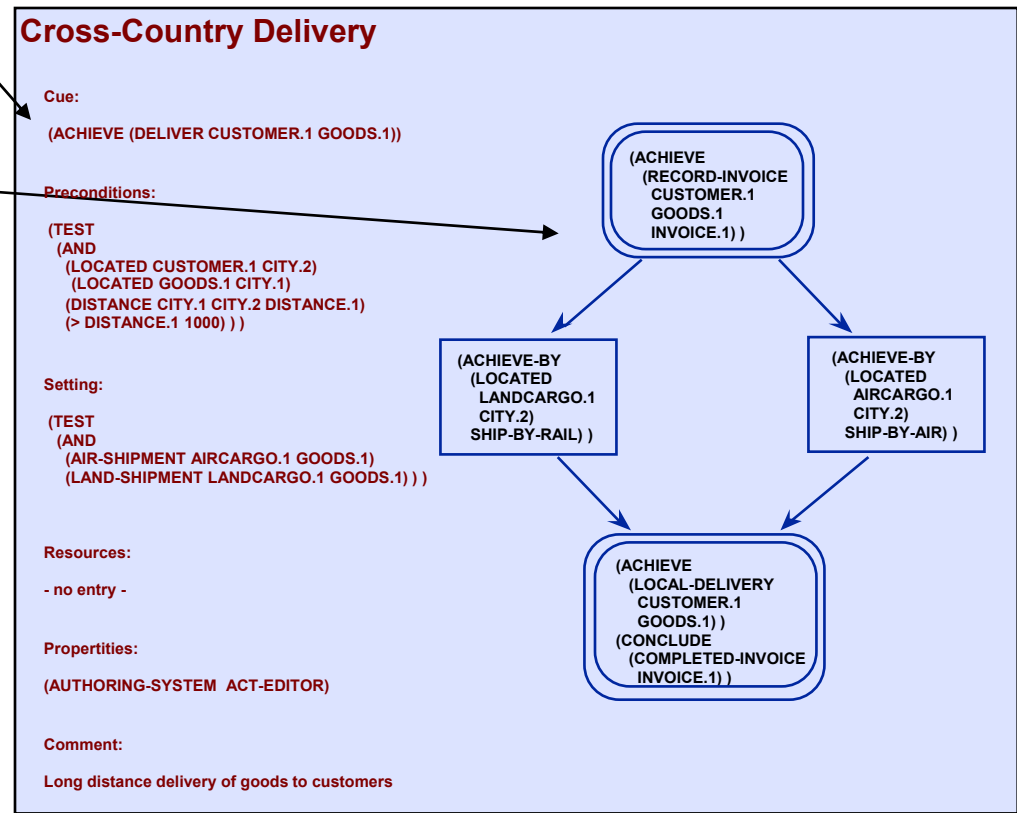 Cross-Country Delivery
Cue:
(ACHIEVE (DELIVER CUSTOMER.1 GOODS.1))
Preconditions:
(TEST
(AND
(LOCATED CUSTOMER.1 CITY.2)
(LOCATED GOODS.1 CITY.1)
(DISTANCE CITY.1 CITY.2 DISTANCE.1)
(> DISTANCE.1 1000) ) )
Setting:
(TEST
(AND
(AIR-SHIPMENT AIRCARGO.1 GOODS.1)
(LAND-SHIPMENT LANDCARGO.1 GOODS.1) ) )
Resources:
- no entry -
Propertities:
(AUTHORING-SYSTEM ACT-EDITOR)
Comment:
Long distance delivery of goods to customers
(ACHIEVE
(RECORD-INVOICE
CUSTOMER.1
GOODS.1
INVOICE.1) )
(ACHIEVE-BY
(LOCATED
LANDCARGO.1
CITY.2)
SHIP-BY-RAIL) )
(ACHIEVE-BY
(LOCATED
AIRCARGO.1
CITY.2)
SHIP-BY-AIR) )
(ACHIEVE
(LOCAL-DELIVERY
CUSTOMER.1
GOODS.1) )
(CONCLUDE
(COMPLETED-INVOICE
INVOICE.1) )